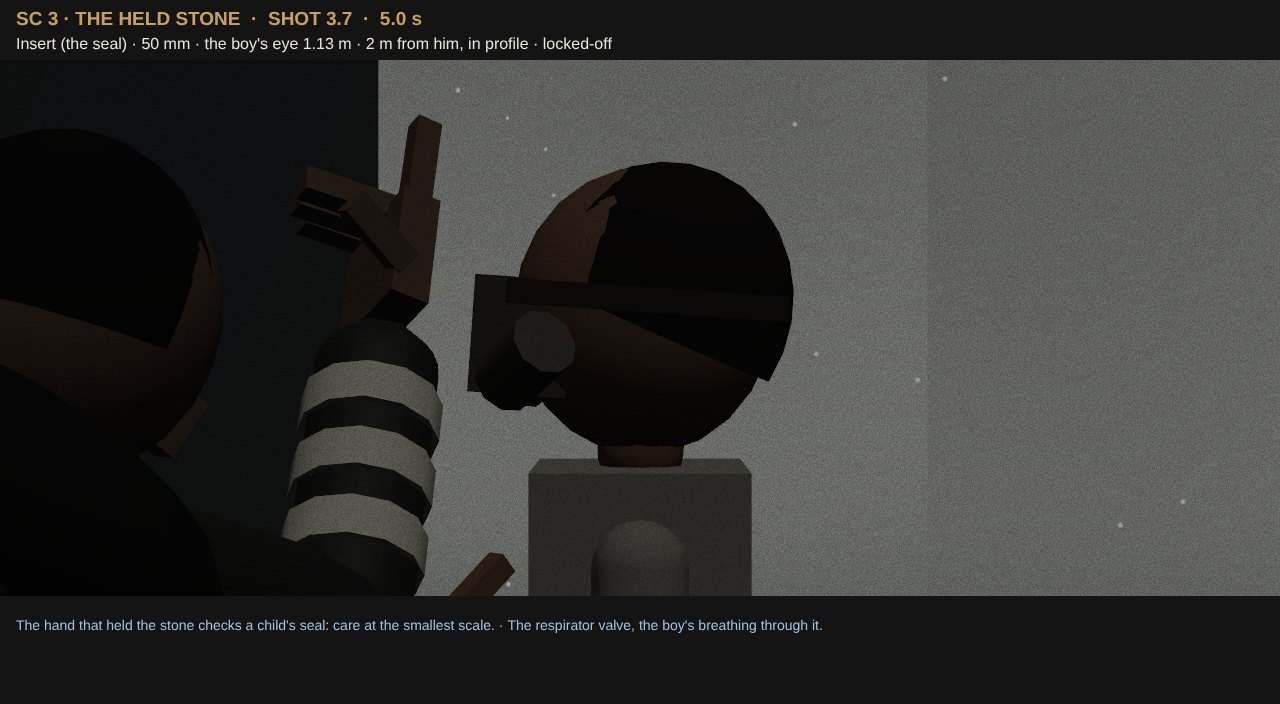 SC 3 · THE HELD STONE · SHOT 3.7 · 5.0 s
Insert (the seal) · 50 mm · the boy's eye 1.13 m · 2 m from him, in profile · locked-off
The hand that held the stone checks a child's seal: care at the smallest scale. · The respirator valve, the boy's breathing through it.